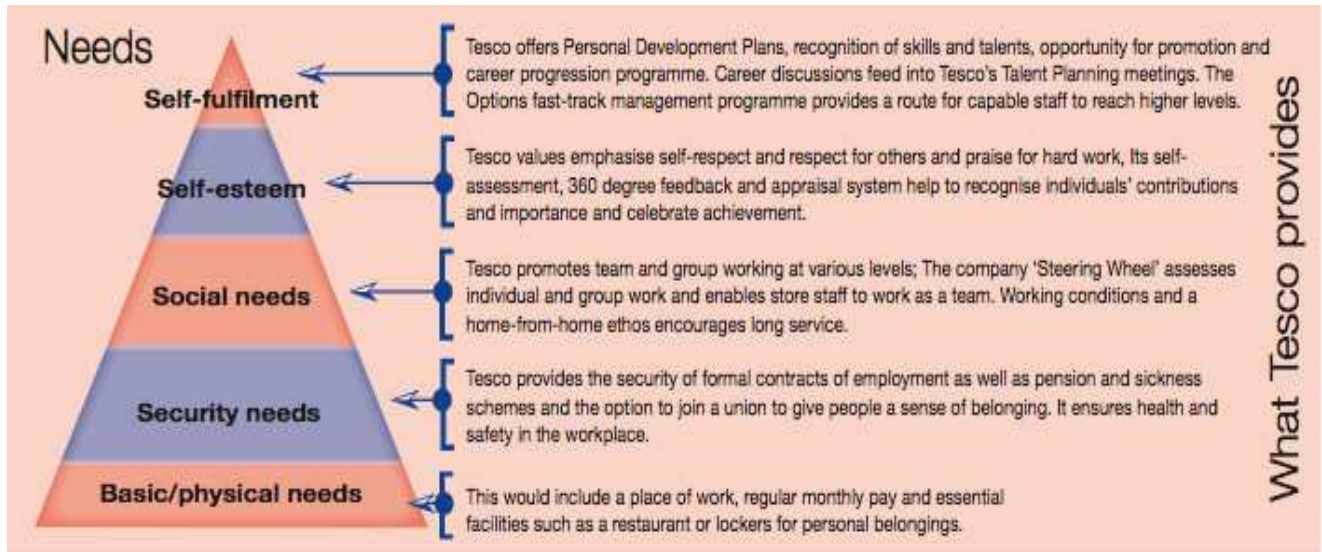 Needs
Self-fulfilment
Tesco offers Personal Development Plans, recognition of skills and talents, opportunity for promotion and
career progression programme. Career discussions feed into Tesco's Talent Planning meetings. The
Options fast-track management programme provides a route for capable staff to reach higher levels.
Self-esteem
Tesco values emphasise self-respect and respect for others and praise for hard work, Its self-
assessment, 360 degree feedback and appraisal system help to recognise individuals' contributions
and importance and celebrate achievement.
Social needs
Tesco promotes team and group working at various levels; The company 'Steering Wheel' assesses
individual and group work and enables store staff to work as a team. Working conditions and a
home-from-home ethos encourages long service.
Security needs
Tesco provides the security of formal contracts of employment as well as pension and sickness
schemes and the option to join a union to give people a sense of belonging. It ensures health and
safety in the workplace.
Basic/physical needs
This would include a place of work, regular monthly pay and essential
facilities such as a restaurant or lockers for personal belongings.
What Tesco provides